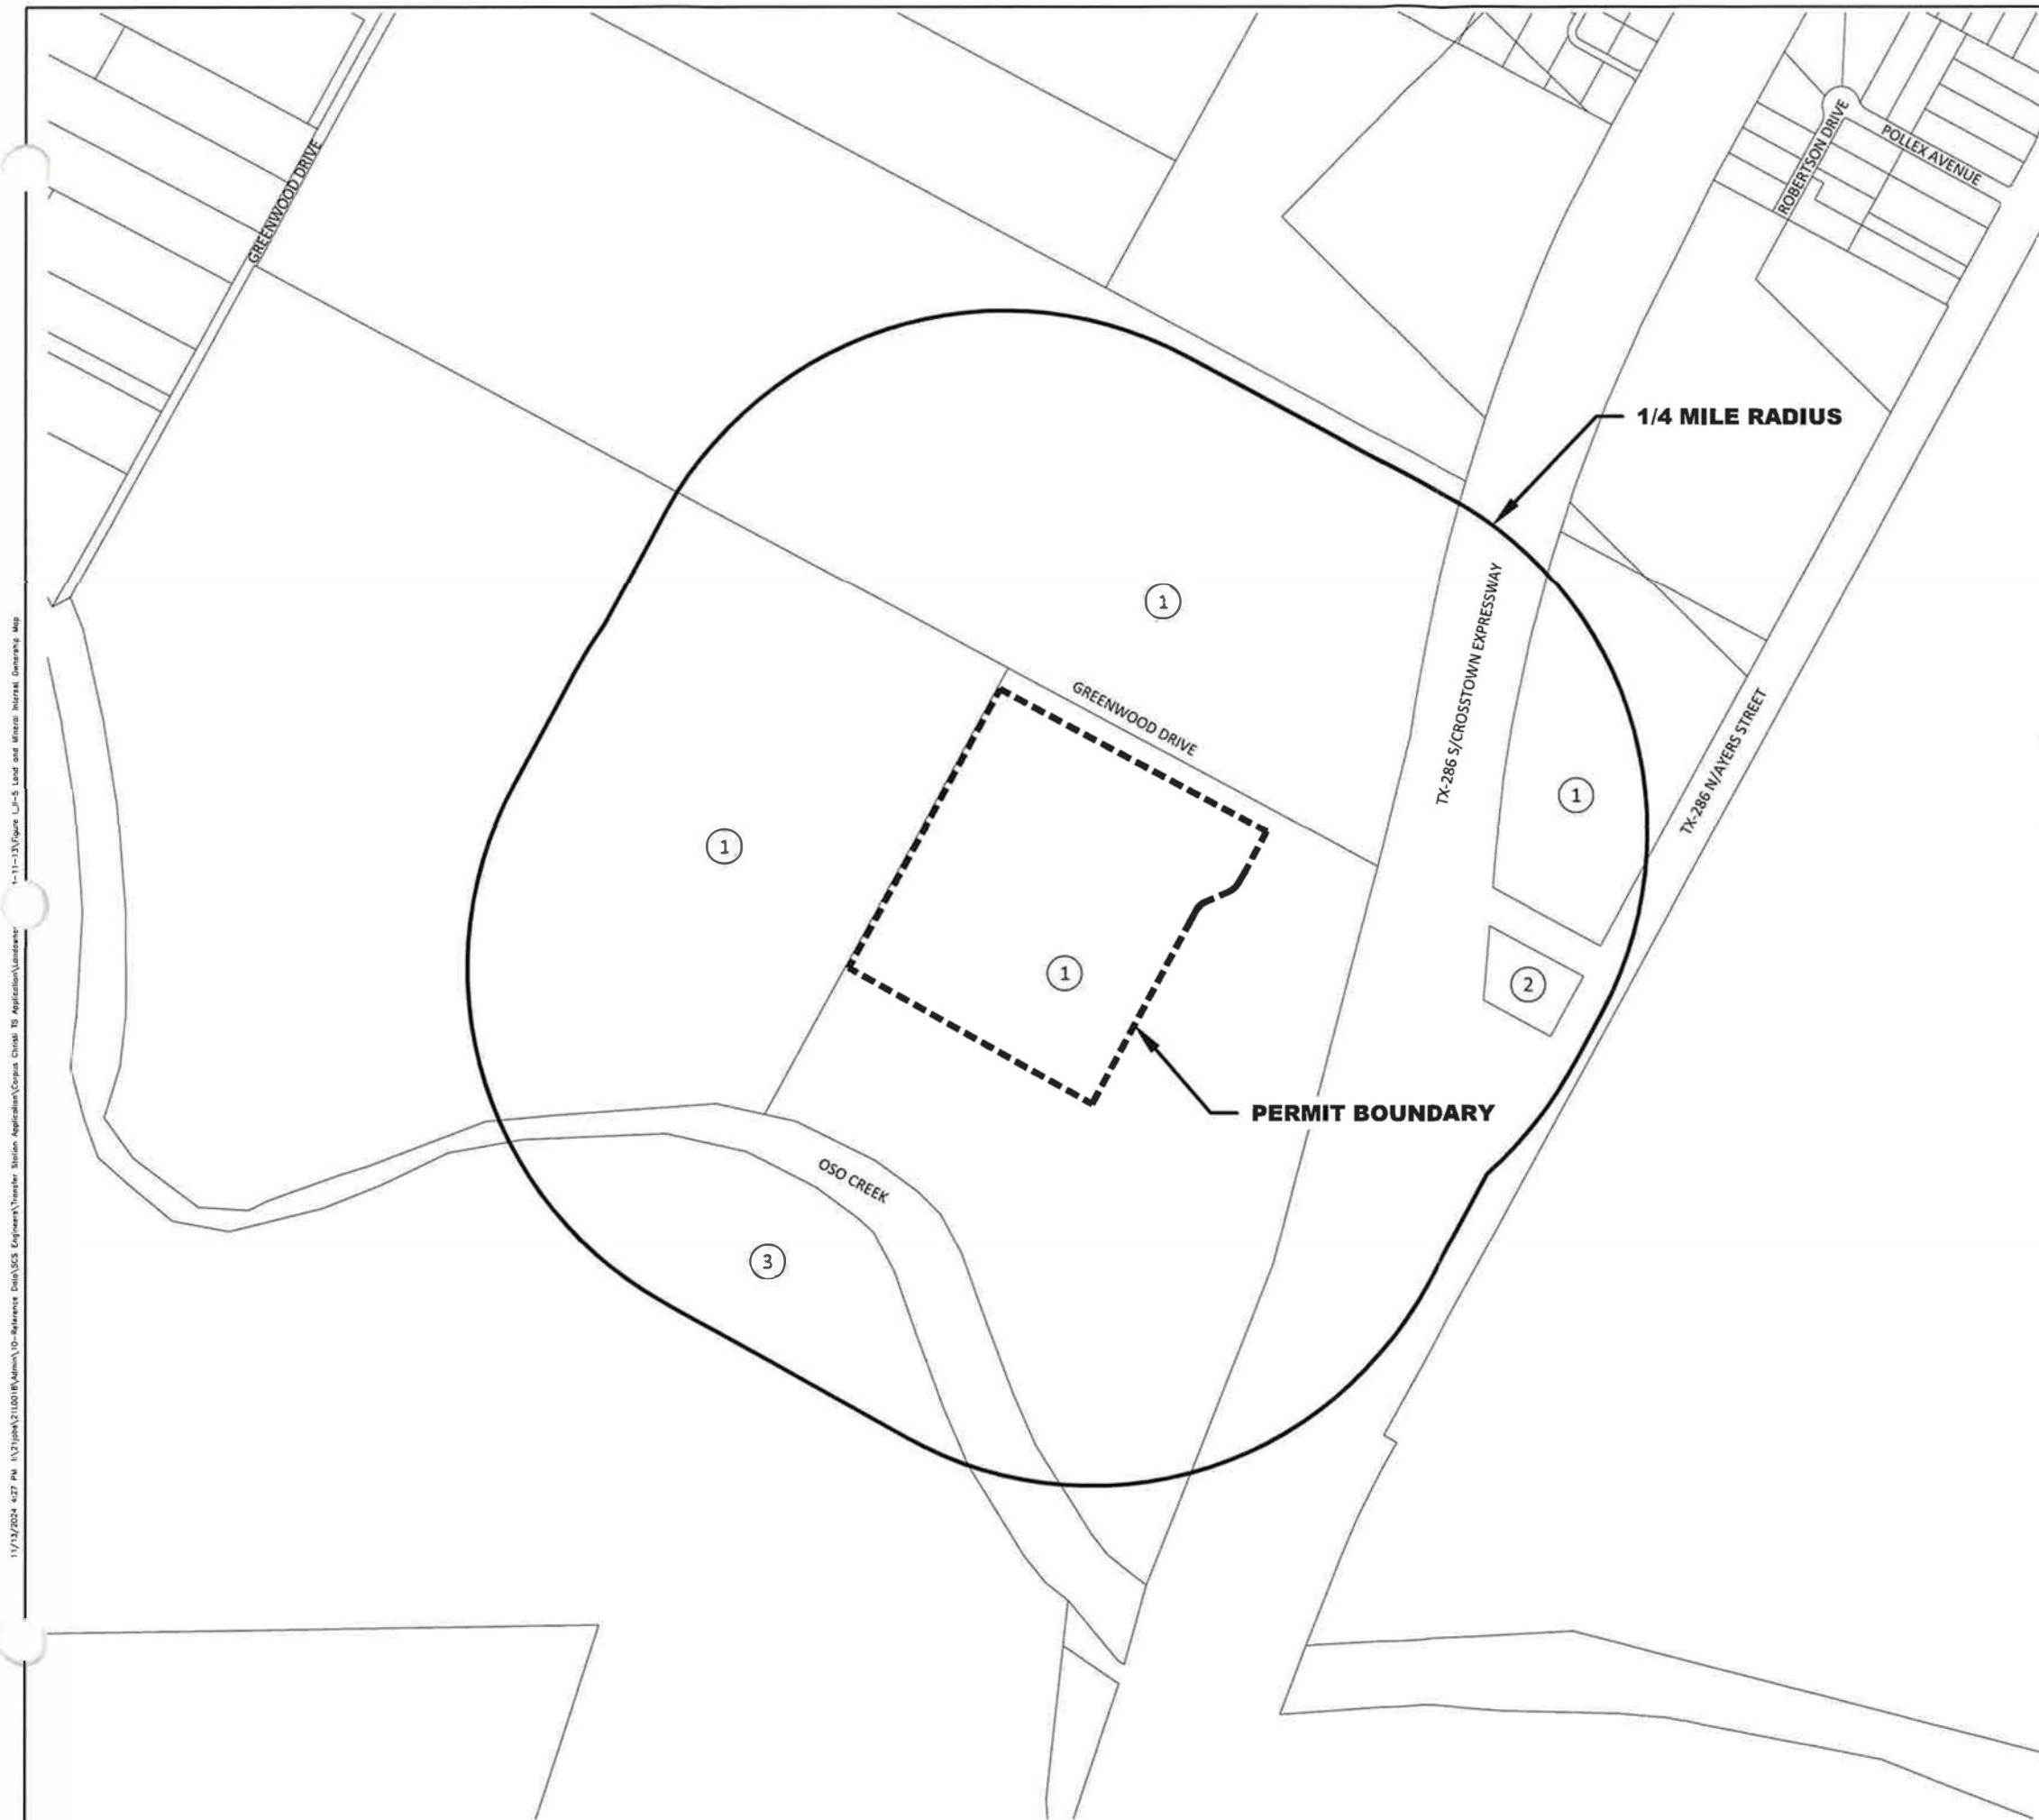 GREENWOOD DRIVE
ROBERTSON DRIVE
POLLEX AVENUE
1/4 MILE RADIUS
1
TX-286 S/CROSSTOWN EXPRESSWAY
GREENWOOD DRIVE
TX-286 N/AYERS STREET
1
1
1
2
PERMIT BOUNDARY
OSO CREEK
3